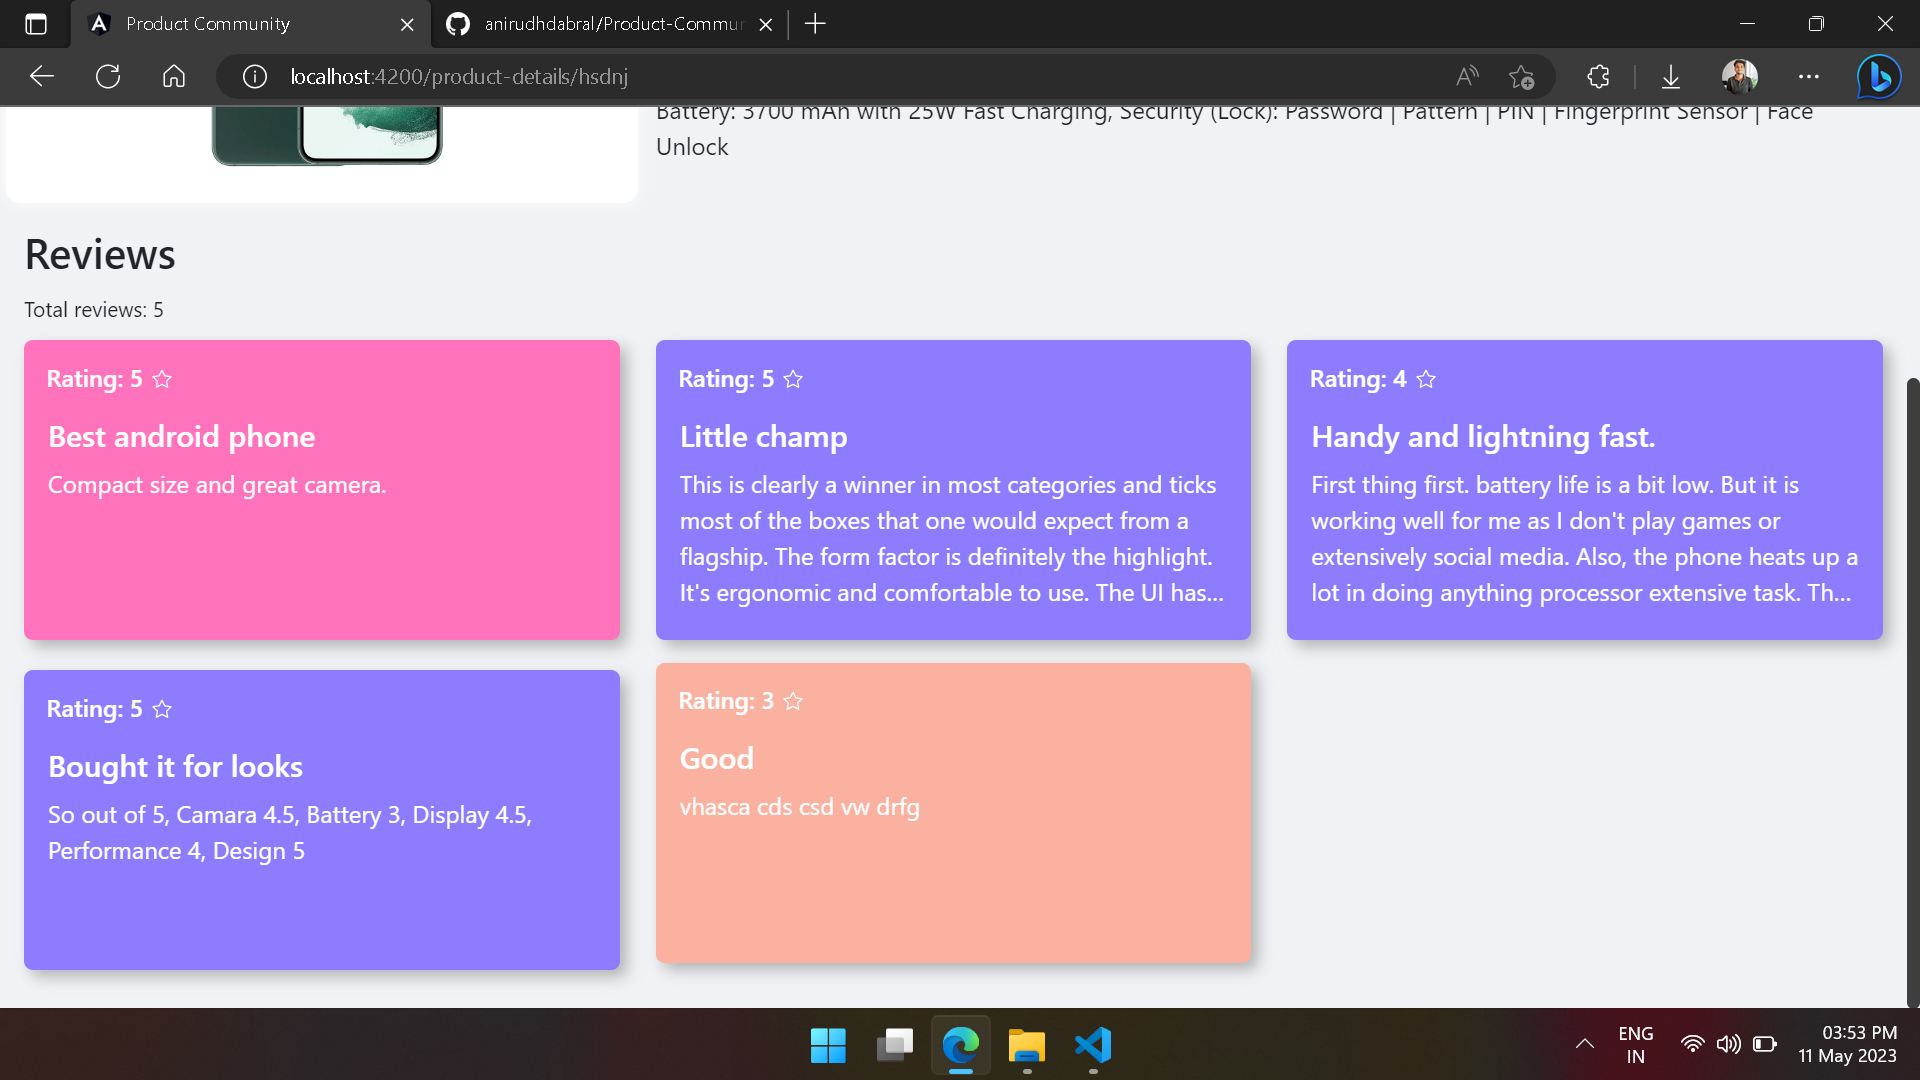 Product Community
anirudhdabral/Product-Commun
localhost:4200/product-details/hsdnj
Battery: 3700 mAh with 25W Fast Charging, Security (Lock): Password | Pattern | PIN | Fingerprint Sensor | Face
Unlock
Reviews
Total reviews: 5
Rating: 5
Best android phone
Compact size and great camera.
Rating: 5
Little champ
This is clearly a winner in most categories and ticks
most of the boxes that one would expect from a
flagship. The form factor is definitely the highlight.
It's ergonomic and comfortable to use. The UI has...
Rating: 4
Handy and lightning fast.
First thing first. battery life is a bit low. But it is
working well for me as I don't play games or
extensively social media. Also, the phone heats up a
lot in doing anything processor extensive task. Th...
Rating: 5
Bought it for looks
So out of 5, Camara 4.5, Battery 3, Display 4.5,
Performance 4, Design 5
Rating: 3
Good
vhasca cds csd vw drfg
ENG
IN
03:53 PM
11 May 2023